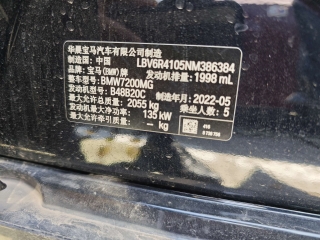 华晨宝马汽车有限公司制造
制造国：中国 LBV6R4105NM386384
品牌：宝马(BMW)牌 发动机排量：1998 mL
整车型号：BMW7200MG
发动机型号：B48B20C 制造年月：2022-05
最大允许总质量：2055 kg 乘坐人数：5
发动机最大净功率：135 kW
最大允许牵引质量：—— kg